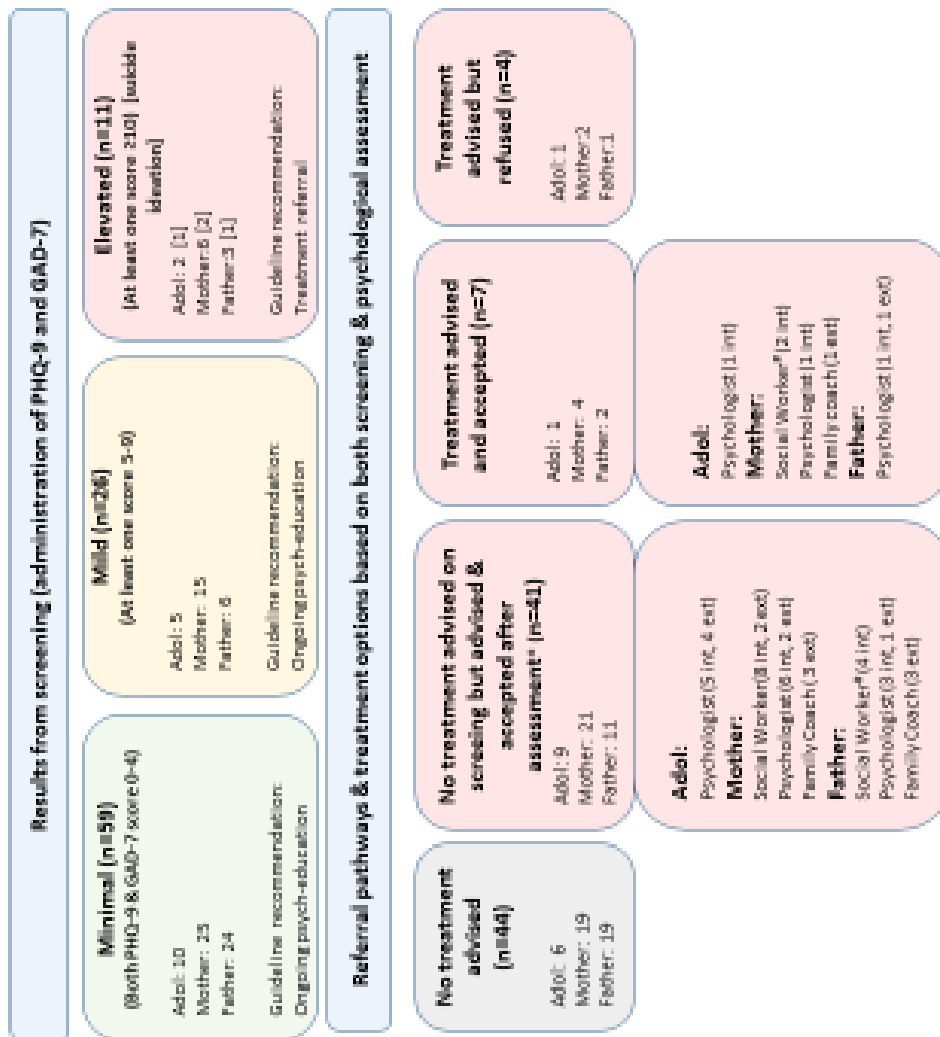 Results from screening (administration of PHQ-9 and GAD-7)
Minimal (n=59)
(Both PHQ-9 & GAD-7 score 0-4)
Adol: 10
Mother: 25
Father: 24
Guideline recommendation:
Ongoing psych-education
Mild (n=26)
(At least one score 5-9)
Adol: 5
Mother: 15
Father: 6
Guideline recommendation:
Ongoing psych-education
Elevated (n=11)
(At least one score ≥10) [suicide
ideation]
Adol: 2 [1]
Mother:6 [2]
Father:3 [1]
Guideline recommendation:
Treatment referral
Referral pathways & treatment options based on both screening & psychological assessment
No treatment
advised
(n=44)
Adol: 6
Mother: 19
Father: 19
No treatment advised on
screeing but advised &
accepted after
assessment* (n=41)
Adol: 9
Mother: 21
Father: 11
Treatment advised
and accepted (n=7)
Adol: 1
Mother: 4
Father: 2
Treatment
advised but
refused (n=4)
Adol: 1
Mother:2
Father:1
Adol:
Psychologist (5 int, 4 ext)
Mother:
Social Worker (8 int, 2 ext)
Psychologist (6 int, 2 ext)
Family Coach ( 3 ext)
Father:
Social Worker# (4 int)
Psychologist (3 int, 1 ext)
Family Coach (3 ext)
Adol:
Psychologist (1 int)
Mother:
Social Worker# (2 int)
Psychologist (1 int)
Family coach (1 ext)
Father:
Psychologist (1 int, 1 ext)